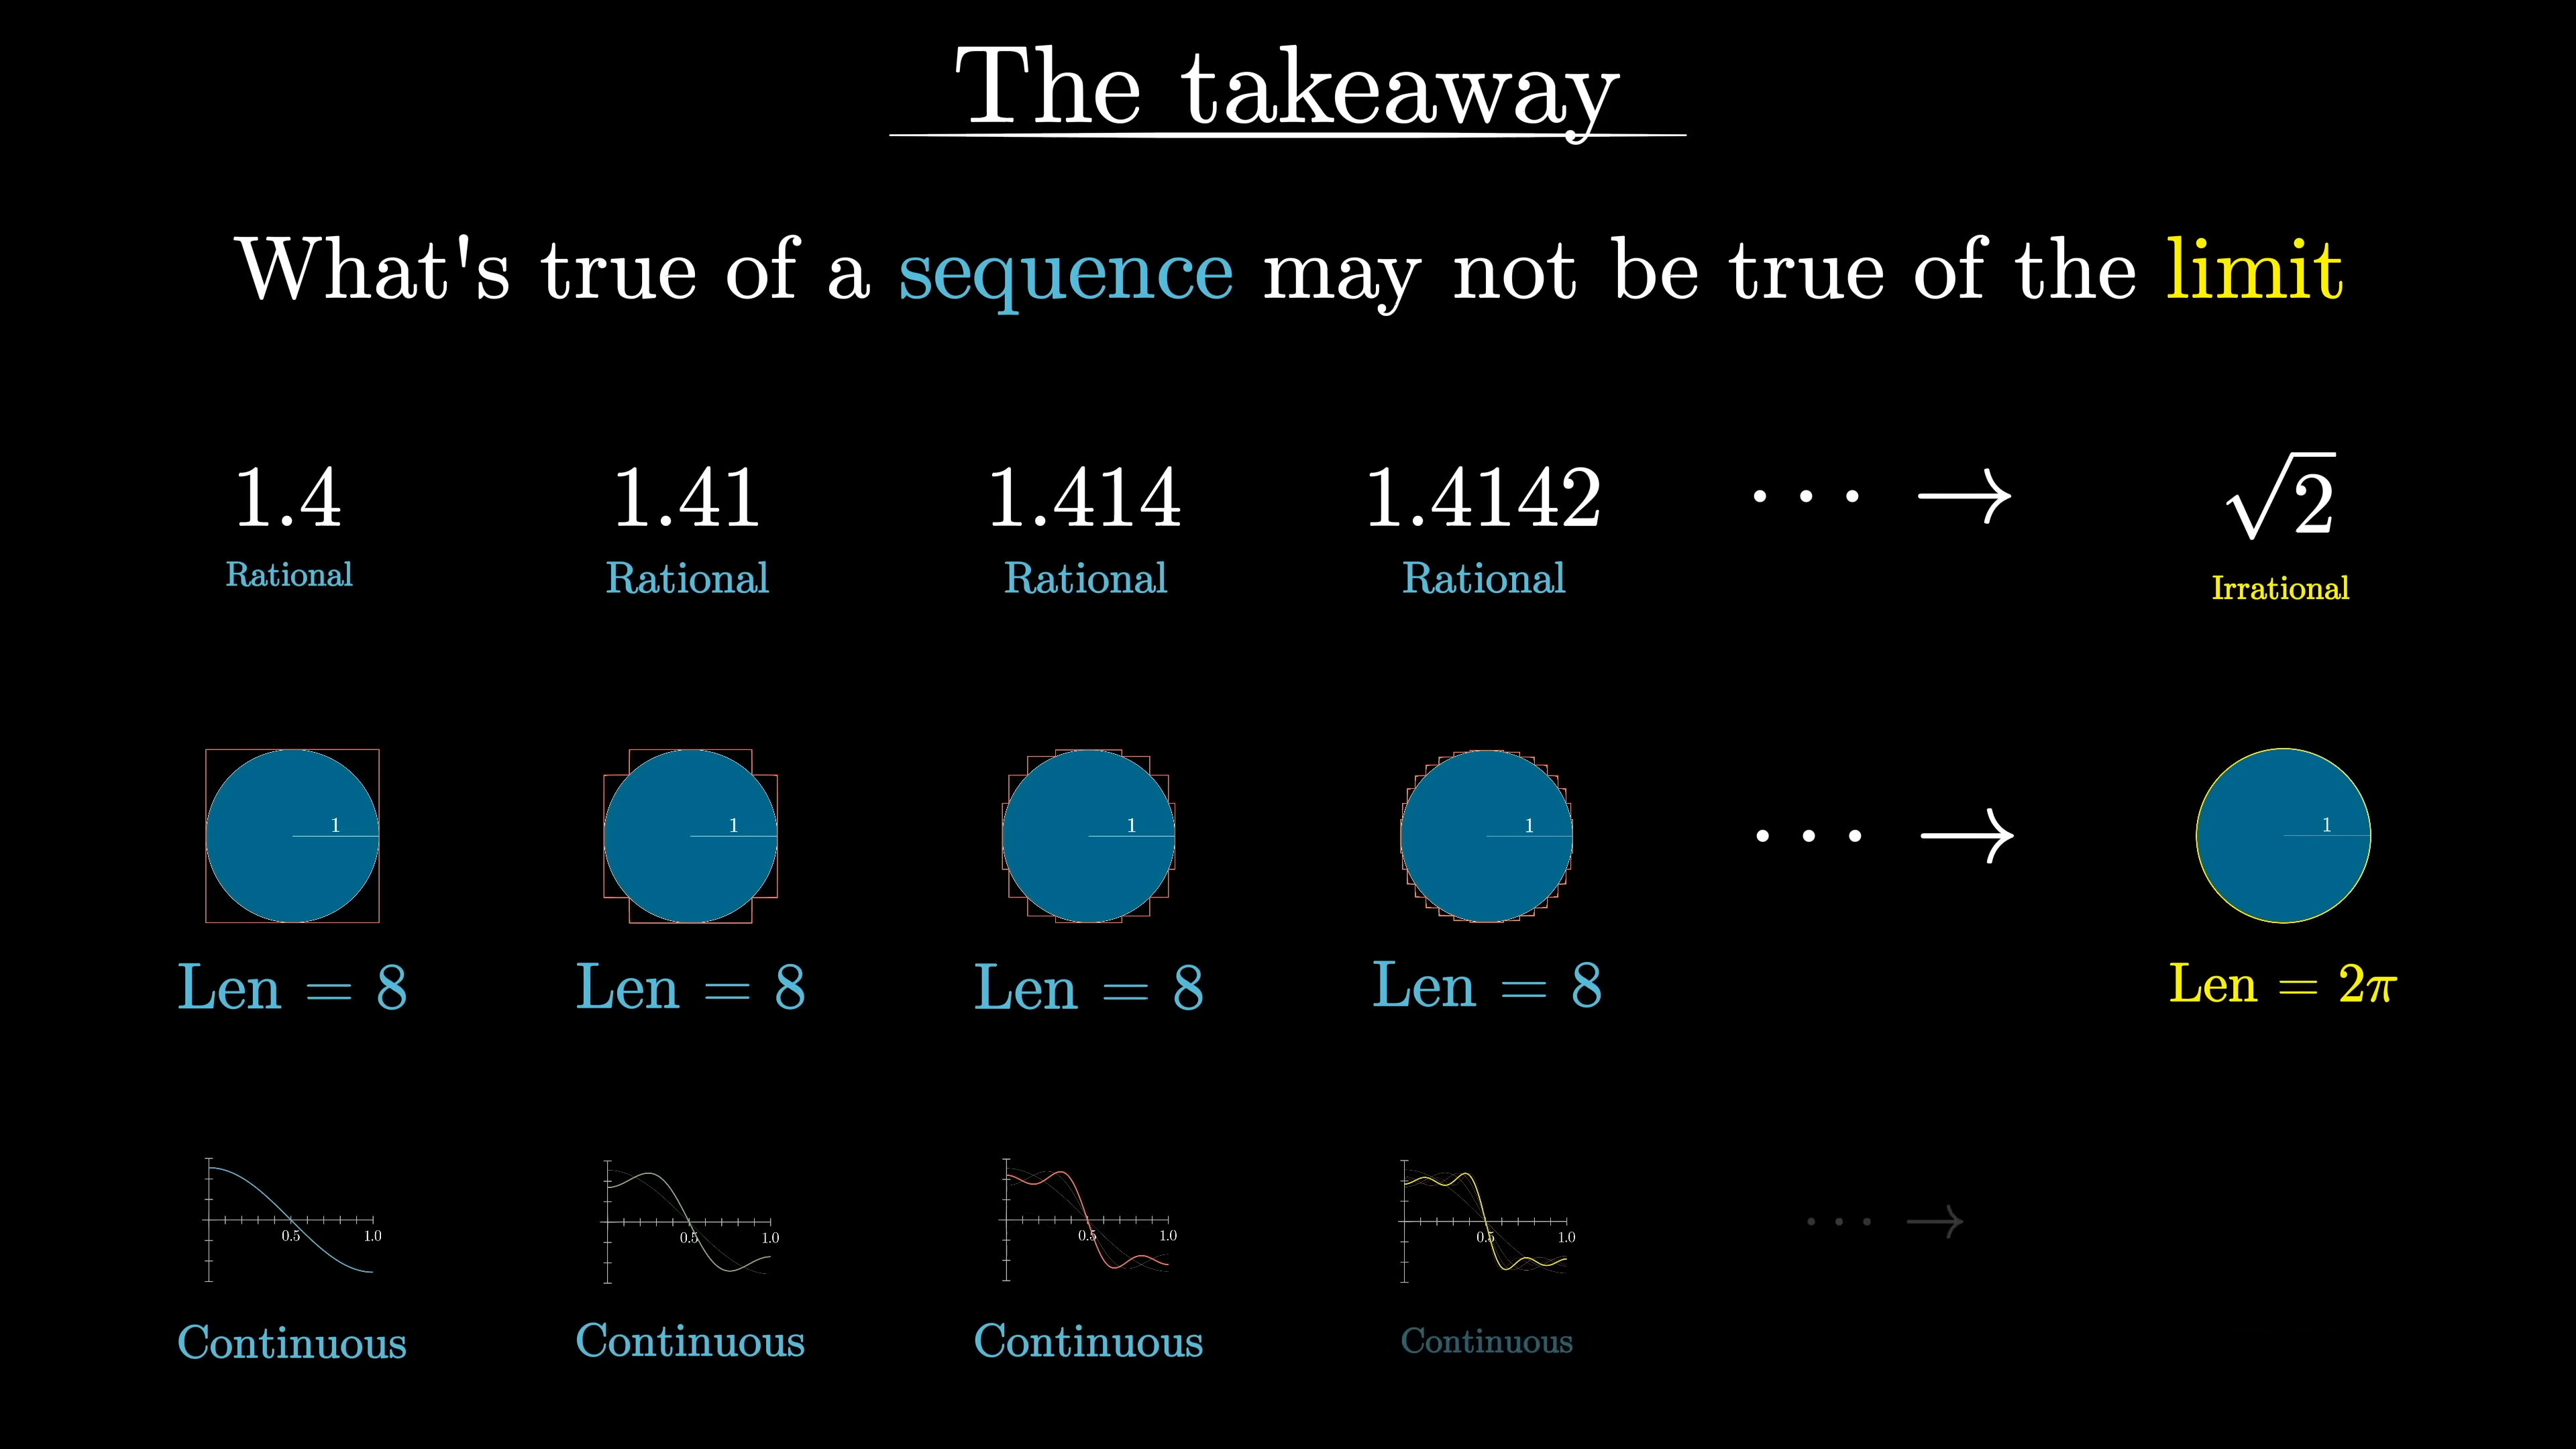 The takeaway
What's true of a sequence may not be true of the limit
1.4 1.41 1.414 1.4142 ··· → √2
Rational Rational Rational Rational Irrational
1 1 1 1 ··· → 1
Len = 8 Len = 8 Len = 8 Len = 8 Len = 2π
0.5 1.0 0.5 1.0 0.5 1.0 0.5 1.0 ··· →
Continuous Continuous Continuous Continuous